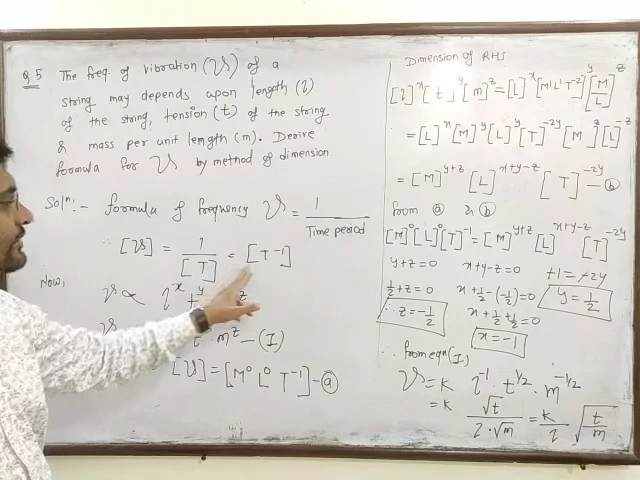 Q 5 The freq. of vibration (𝜈) of a
string may depends upon length (l)
of the string, tension (t) of the string
& mass per unit length (m). Derive
formula for 𝜈 by method of dimension.
Solⁿ:- formula of frequency 𝜈 = 1 / Time period
∴ [𝜈] = 1 / [T] = [T⁻¹]
Now,
𝜈 ∝ l^x t^y z
𝜈 t m^z – (I)
[𝜈] = [M⁰ L⁰ T⁻¹] – ⓐ
Dimension of RHS
[l]^x [t]^y [m]^z = [L]^x [M¹L¹T⁻²]^y [M/L]^z
= [L]^x [M]^y [L]^y [T]^-2y [M]^z [L]^-z
= [M]^y+z [L]^x+y-z [T]^-2y – ⓑ
from ⓐ & ⓑ
[M]⁰ [L]⁰ [T]⁻¹ = [M]^y+z [L]^x+y-z [T]^-2y
y+z=0 x+y-z=0 +1=+2y
1/2+z=0 x+1/2-(-1/2)=0 y=1/2
∴ z=-1/2 x+1/2+1/2=0
x=-1
∴ from eqn (I)
𝜈 = K l⁻¹ · t^1/2 · m^-1/2
= K √t / l·√m = K/l √(t/m)